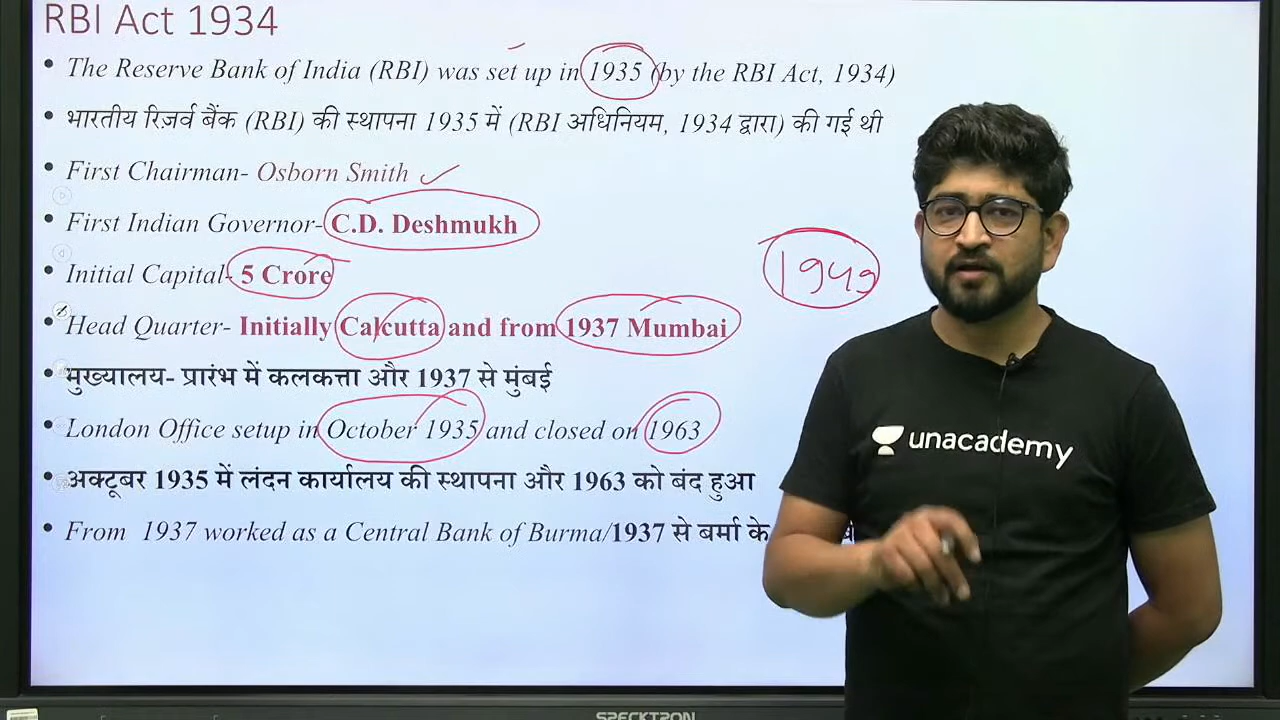 RBI Act 1934
• The Reserve Bank of India (RBI) was set up in 1935 (by the RBI Act, 1934)
• भारतीय रिज़र्व बैंक (RBI) की स्थापना 1935 में (RBI अधिनियम, 1934 द्वारा) की गई थी
• First Chairman- Osborn Smith
• First Indian Governor- C.D. Deshmukh
• Initial Capital- 5 Crore
1949
• Head Quarter- Initially Calcutta and from 1937 Mumbai
• मुख्यालय- प्रारंभ में कलकत्ता और 1937 से मुंबई
• London Office setup in October 1935 and closed on 1963
• अक्टूबर 1935 में लंदन कार्यालय की स्थापना और 1963 को बंद हुआ
• From 1937 worked as a Central Bank of Burma/1937 से बर्मा के
unacademy
SPECKTRON